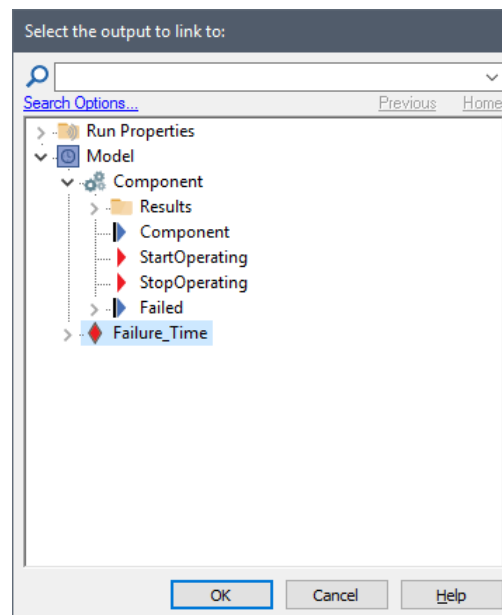 Select the output to link to:
Search Options... Previous Home
Run Properties
Model
Component
Results
Component
StartOperating
StopOperating
Failed
Failure_Time
OK Cancel Help